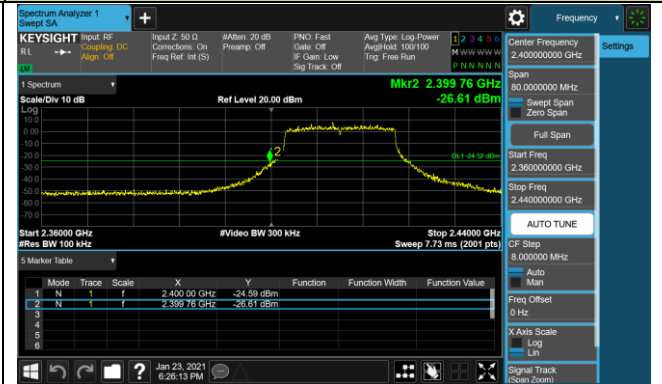 Spectrum Analyzer 1
Swept SA
Frequency
KEYSIGHT
RL
Input: RF
Coupling: DC
Align: Off
Input Z: 50 Ω
Corrections: On
Freq Ref: Int (S)
#Atten: 20 dB
Preamp: Off
PNO: Fast
Gate: Off
IF Gain: Low
Sig Track: Off
Avg Type: Log-Power
Avg|Hold: 100/100
Trig: Free Run
1 2 3 4 5 6
M W W W W W
P N N N N N
Settings
1 Spectrum
Scale/Div 10 dB
Log
Ref Level 20.00 dBm
Mkr2 2.399 76 GHz
-26.61 dBm
10.0
0.00
-10.0
-20.0
-30.0
-40.0
-50.0
-60.0
-70.0
2
DL1 -24.52 dBm
Start 2.36000 GHz
#Res BW 100 kHz
#Video BW 300 kHz
Stop 2.44000 GHz
Sweep 7.73 ms (2001 pts)
5 Marker Table
Mode Trace Scale X Y Function Function Width Function Value
1 N 1 f 2.400 00 GHz -24.59 dBm
2 N 1 f 2.399 76 GHz -26.61 dBm
3
4
5
6
Center Frequency
2.400000000 GHz
Span
80.0000000 MHz
Swept Span
Zero Span
Full Span
Start Freq
2.360000000 GHz
Stop Freq
2.440000000 GHz
AUTO TUNE
CF Step
8.000000 MHz
Auto
Man
Freq Offset
0 Hz
X Axis Scale
Log
Lin
Signal Track
(Span Zoom)
Jan 23, 2021
6:26:13 PM